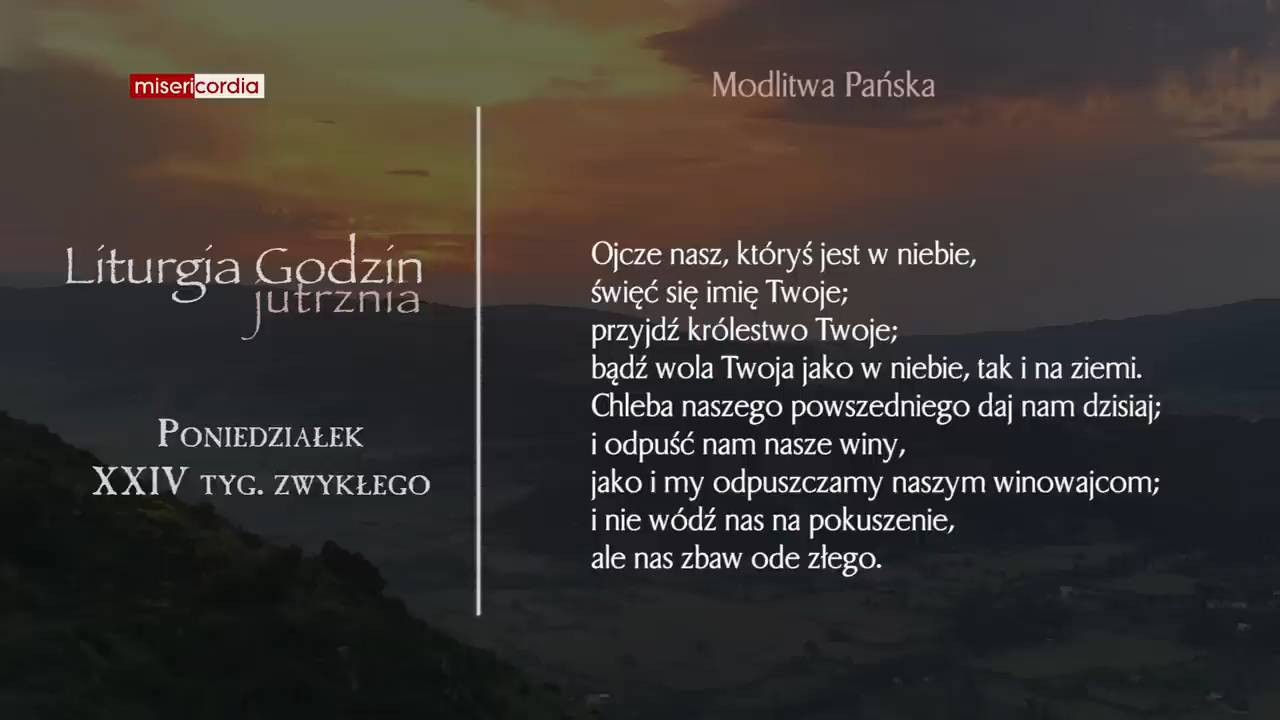 misericordia
Modlitwa Pańska
Liturgia Godzin
jutrznia
Poniedziałek
XXIV tyg. zwykłego
Ojcze nasz, któryś jest w niebie,
święć się imię Twoje;
przyjdź królestwo Twoje;
bądź wola Twoja jako w niebie, tak i na ziemi.
Chleba naszego powszedniego daj nam dzisiaj;
i odpuść nam nasze winy,
jako i my odpuszczamy naszym winowajcom;
i nie wódź nas na pokuszenie,
ale nas zbaw ode złego.